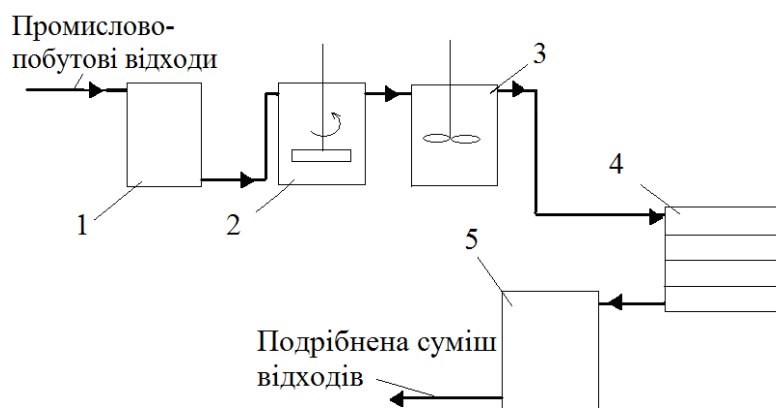 Промислово-
побутові відходи
3
1
2
4
5
Подрібнена суміш
відходів